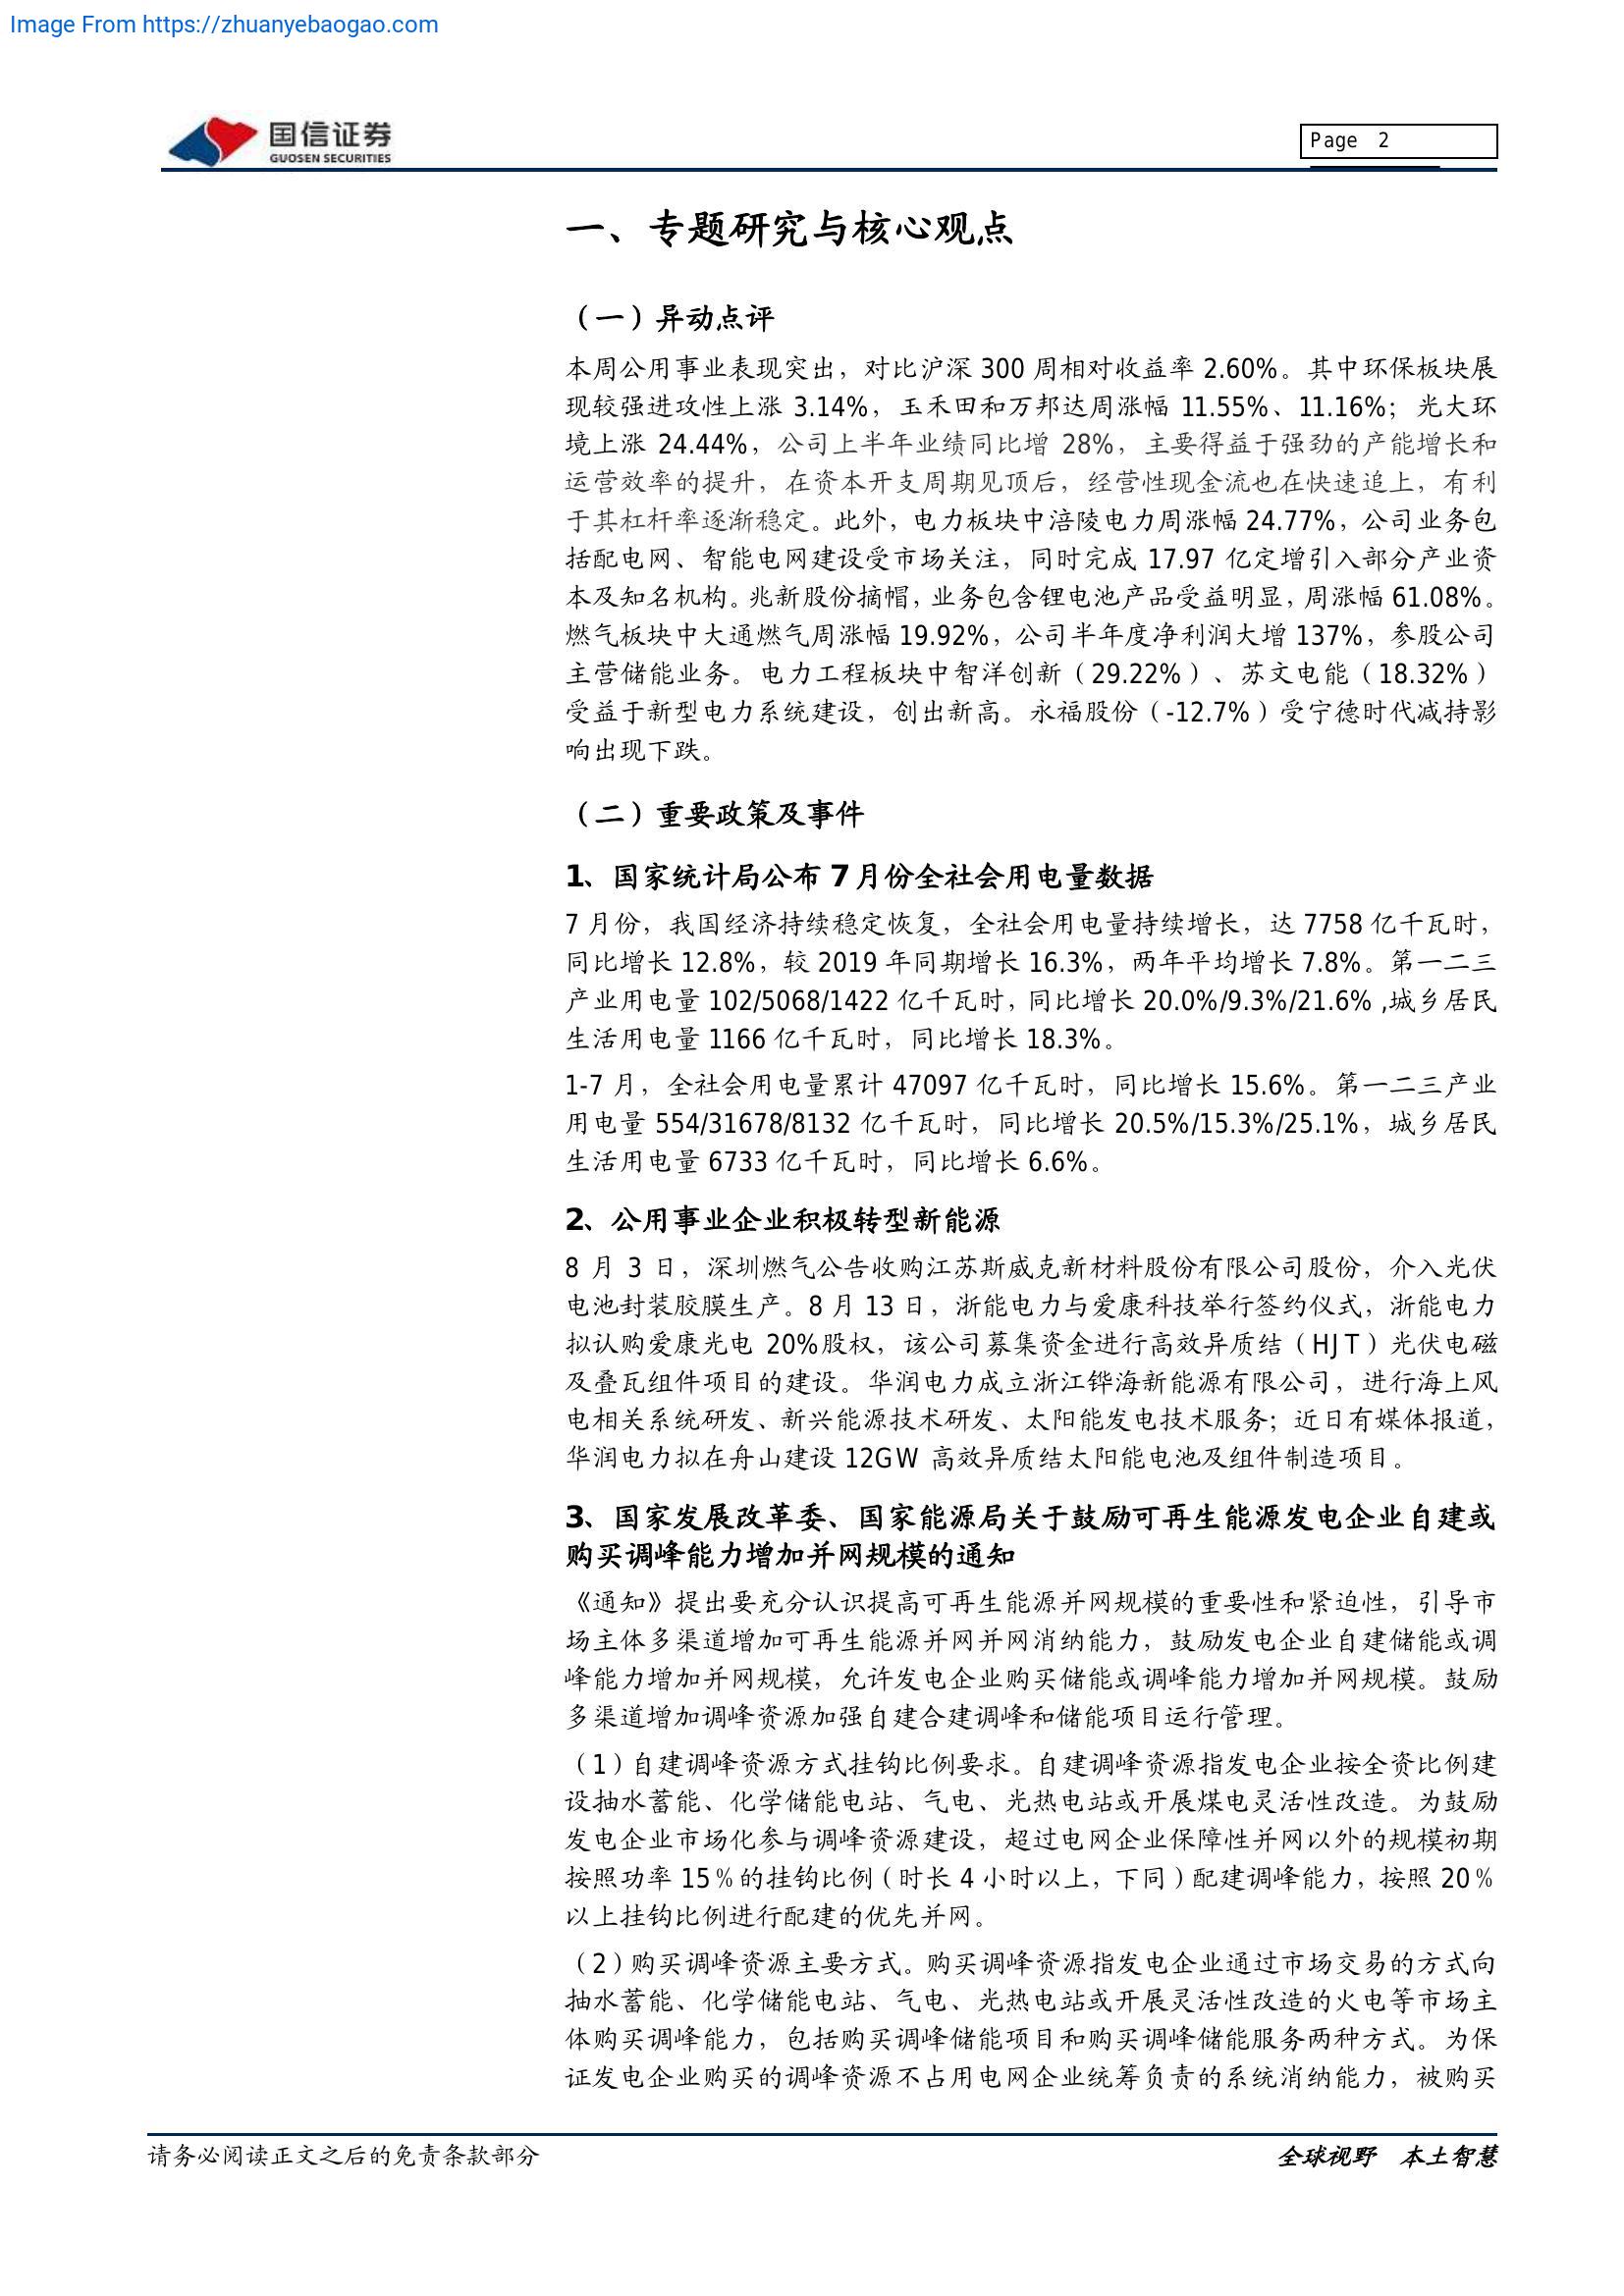 Image From https://zhuanyebaogao.com
国信证券
GUOSEN SECURITIES
Page 2
一、专题研究与核心观点
（一）异动点评
本周公用事业表现突出，对比沪深 300 周相对收益率 2.60%。其中环保板块展
现较强进攻性上涨 3.14%，玉禾田和万邦达周涨幅 11.55%、11.16%；光大环
境上涨 24.44%，公司上半年业绩同比增 28%，主要得益于强劲的产能增长和
运营效率的提升，在资本开支周期见顶后，经营性现金流也在快速追上，有利
于其杠杆率逐渐稳定。此外，电力板块中涪陵电力周涨幅 24.77%，公司业务包
括配电网、智能电网建设受市场关注，同时完成 17.97 亿定增引入部分产业资
本及知名机构。兆新股份摘帽，业务包含锂电池产品受益明显，周涨幅 61.08%。
燃气板块中大通燃气周涨幅 19.92%，公司半年度净利润大增 137%，参股公司
主营储能业务。电力工程板块中智洋创新（29.22%）、苏文电能（18.32%）
受益于新型电力系统建设，创出新高。永福股份（-12.7%）受宁德时代减持影
响出现下跌。
（二）重要政策及事件
1、国家统计局公布 7 月份全社会用电量数据
7 月份，我国经济持续稳定恢复，全社会用电量持续增长，达 7758 亿千瓦时，
同比增长 12.8%，较 2019 年同期增长 16.3%，两年平均增长 7.8%。第一二三
产业用电量 102/5068/1422 亿千瓦时，同比增长 20.0%/9.3%/21.6% ,城乡居民
生活用电量 1166 亿千瓦时，同比增长 18.3%。
1-7 月，全社会用电量累计 47097 亿千瓦时，同比增长 15.6%。第一二三产业
用电量 554/31678/8132 亿千瓦时，同比增长 20.5%/15.3%/25.1%，城乡居民
生活用电量 6733 亿千瓦时，同比增长 6.6%。
2、公用事业企业积极转型新能源
8 月 3 日，深圳燃气公告收购江苏斯威克新材料股份有限公司股份，介入光伏
电池封装胶膜生产。8 月 13 日，浙能电力与爱康科技举行签约仪式，浙能电力
拟认购爱康光电 20%股权，该公司募集资金进行高效异质结（HJT）光伏电磁
及叠瓦组件项目的建设。华润电力成立浙江铧海新能源有限公司，进行海上风
电相关系统研发、新兴能源技术研发、太阳能发电技术服务；近日有媒体报道，
华润电力拟在舟山建设 12GW 高效异质结太阳能电池及组件制造项目。
3、国家发展改革委、国家能源局关于鼓励可再生能源发电企业自建或
购买调峰能力增加并网规模的通知
《通知》提出要充分认识提高可再生能源并网规模的重要性和紧迫性，引导市
场主体多渠道增加可再生能源并网并网消纳能力，鼓励发电企业自建储能或调
峰能力增加并网规模，允许发电企业购买储能或调峰能力增加并网规模。鼓励
多渠道增加调峰资源加强自建合建调峰和储能项目运行管理。
（1）自建调峰资源方式挂钩比例要求。自建调峰资源指发电企业按全资比例建
设抽水蓄能、化学储能电站、气电、光热电站或开展煤电灵活性改造。为鼓励
发电企业市场化参与调峰资源建设，超过电网企业保障性并网以外的规模初期
按照功率 15％的挂钩比例（时长 4 小时以上，下同）配建调峰能力，按照 20％
以上挂钩比例进行配建的优先并网。
（2）购买调峰资源主要方式。购买调峰资源指发电企业通过市场交易的方式向
抽水蓄能、化学储能电站、气电、光热电站或开展灵活性改造的火电等市场主
体购买调峰能力，包括购买调峰储能项目和购买调峰储能服务两种方式。为保
证发电企业购买的调峰资源不占用电网企业统筹负责的系统消纳能力，被购买
请务必阅读正文之后的免责条款部分
全球视野 本土智慧